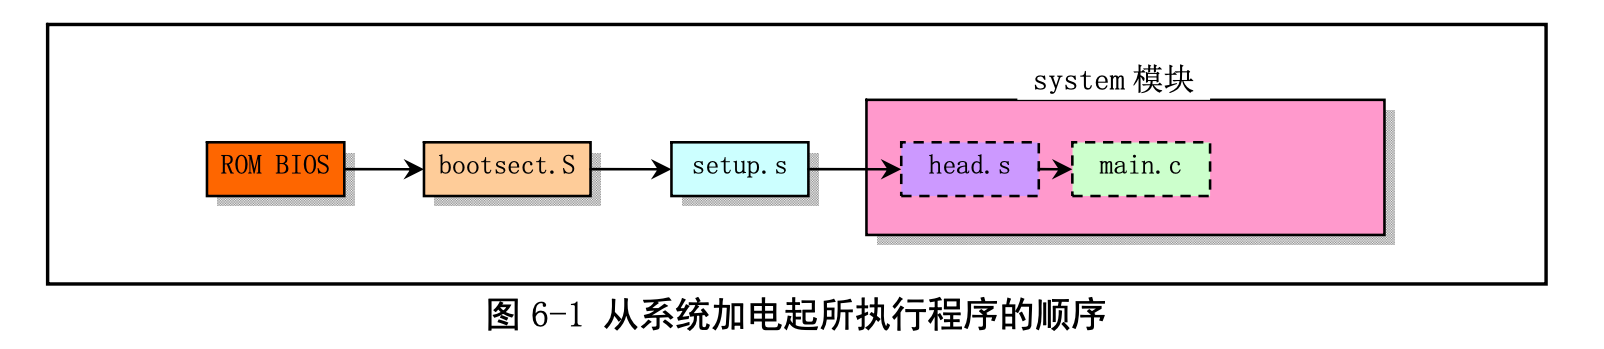 system 模块
ROM BIOS
bootsect.S
setup.s
head.s
main.c
图 6-1 从系统加电起所执行程序的顺序